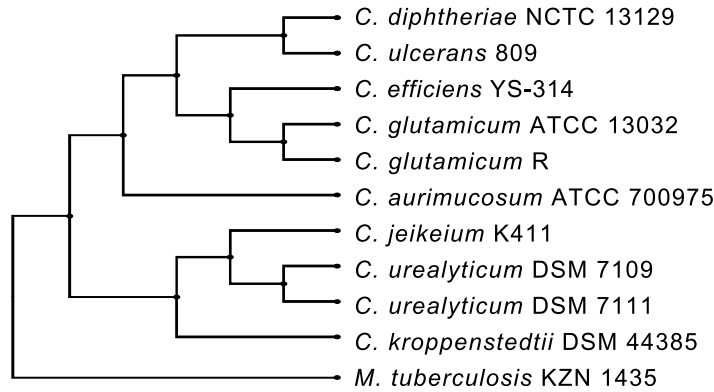 C. diphtheriae NCTC 13129
C. ulcerans 809
C. efficiens YS-314
C. glutamicum ATCC 13032
C. glutamicum R
C. aurimucosum ATCC 700975
C. jeikeium K411
C. urealyticum DSM 7109
C. urealyticum DSM 7111
C. kroppenstedtii DSM 44385
M. tuberculosis KZN 1435